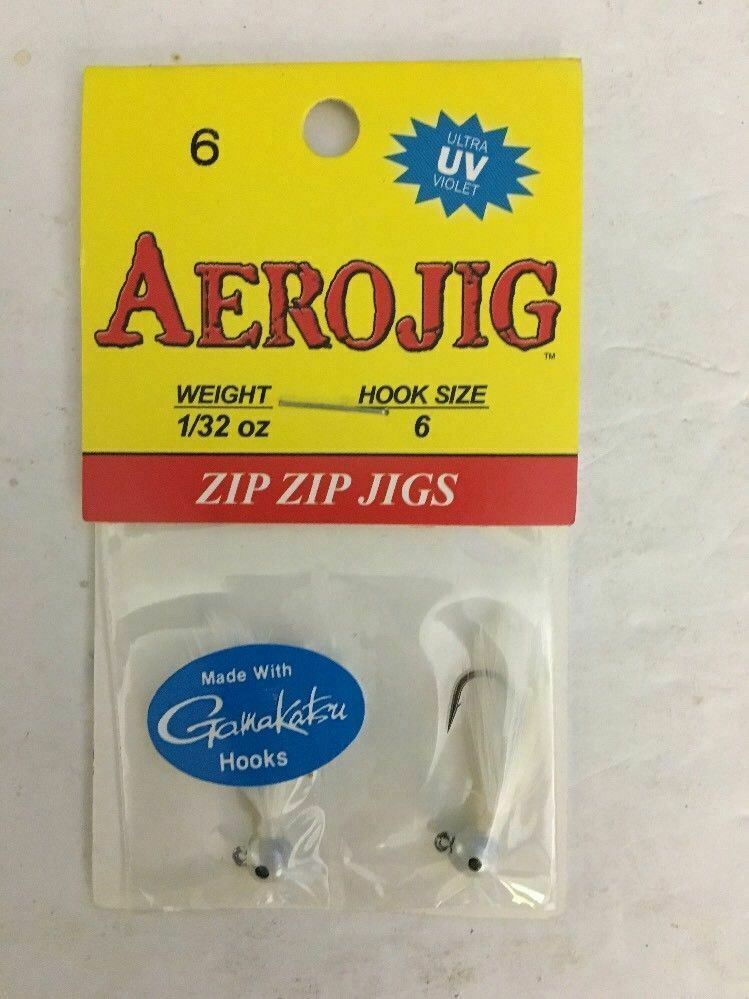 6
ULTRA
UV
VIOLET
AEROJIG
™
WEIGHT HOOK SIZE
1/32 oz 6
ZIP ZIP JIGS
Made With
Gamakatsu
Hooks